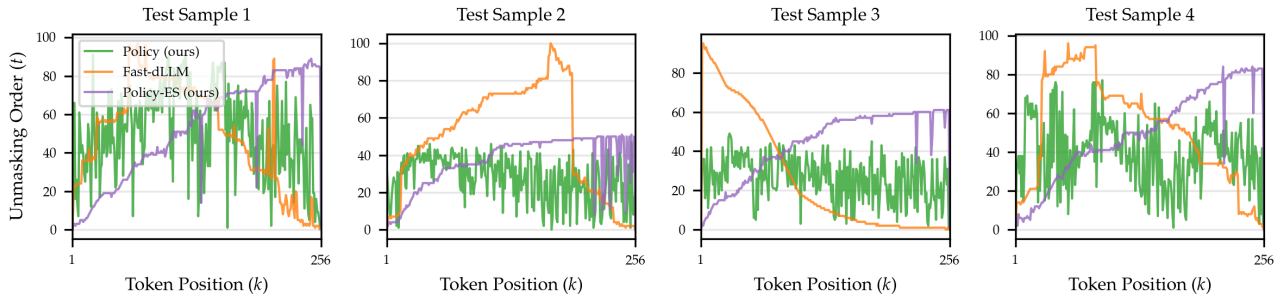 Test Sample 1
Test Sample 2
Test Sample 3
Test Sample 4
Unmasking Order (t)
100
80
60
40
20
0
Policy (ours)
Fast-dLLM
Policy-ES (ours)
1
256
Token Position (k)
100
80
60
40
20
0
1
256
Token Position (k)
80
60
40
20
0
1
256
Token Position (k)
100
80
60
40
20
0
1
256
Token Position (k)